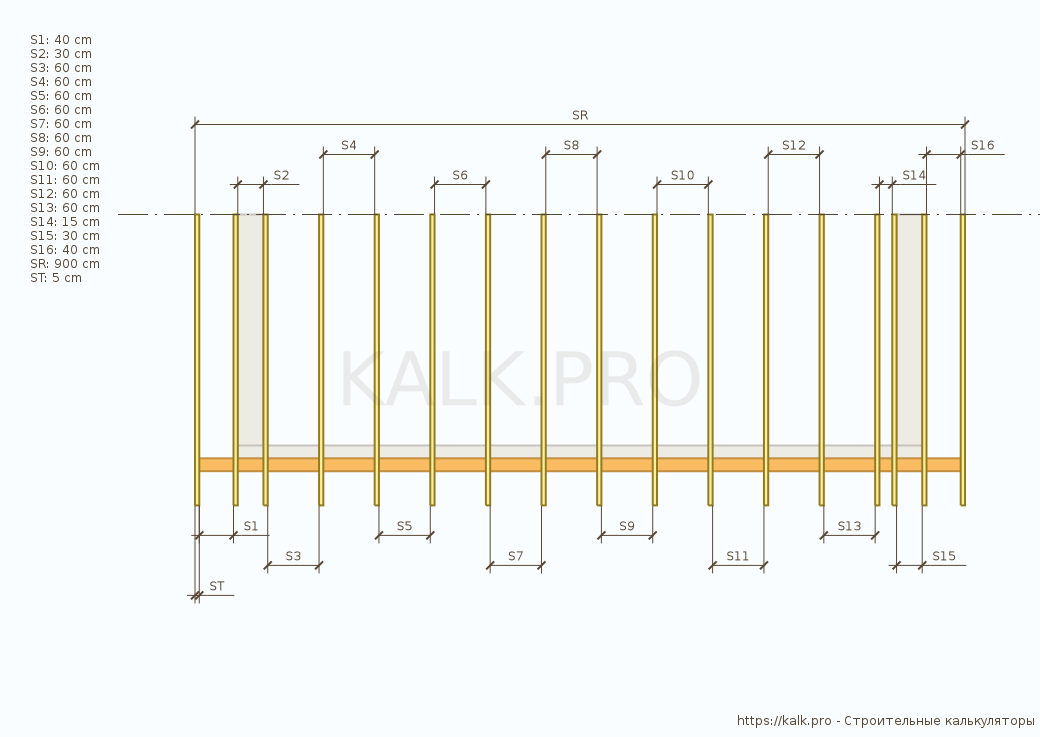 S1: 40 cm
S2: 30 cm
S3: 60 cm
S4: 60 cm
S5: 60 cm
S6: 60 cm
S7: 60 cm
S8: 60 cm
S9: 60 cm
S10: 60 cm
S11: 60 cm
S12: 60 cm
S13: 60 cm
S14: 15 cm
S15: 30 cm
S16: 40 cm
SR: 900 cm
ST: 5 cm
SR
S4
S8
S12
S16
S2
S6
S10
S14
KALK.PRO
S1
S5
S9
S13
S3
S7
S11
S15
ST
https://kalk.pro - Строительные калькуляторы